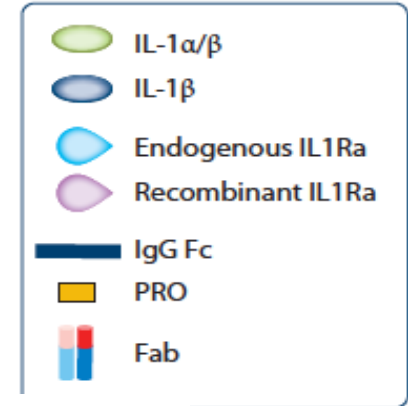 IL-1α/β
IL-1β
Endogenous IL1Ra
Recombinant IL1Ra
IgG Fc
PRO
Fab